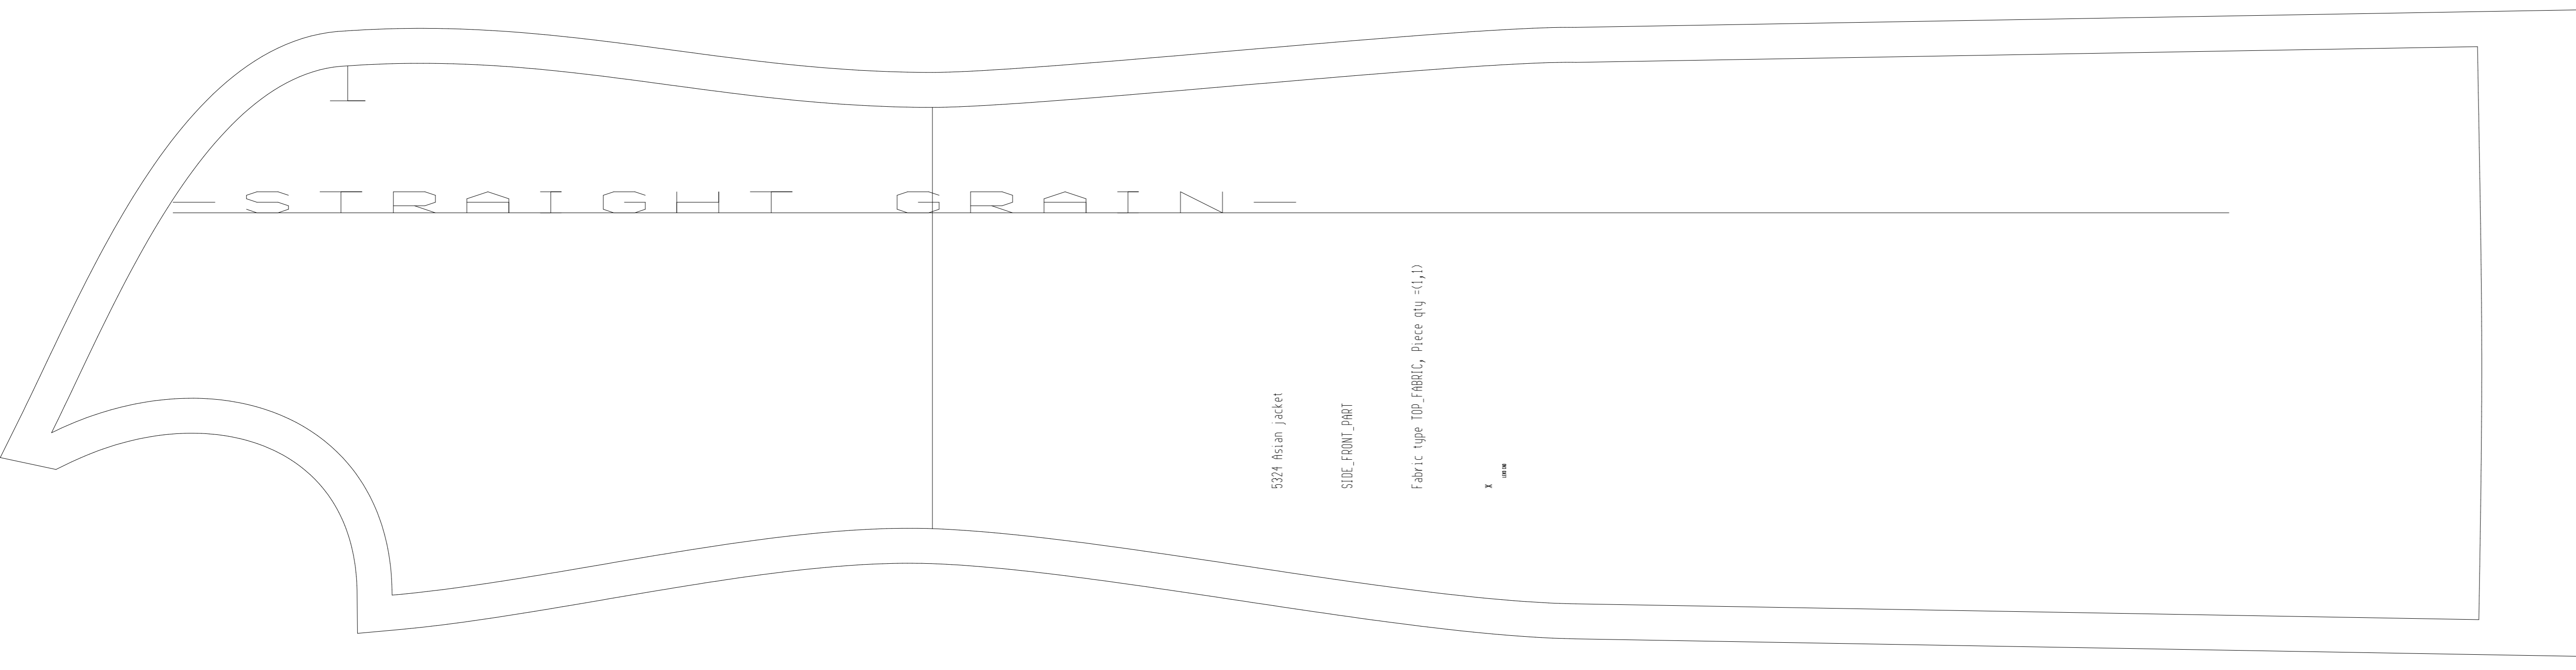 -STRAIGHT GRAIN-
5324 Asian jacket
SIDE_FRONT_PART
Fabric type TOP_FABRIC, Piece qty =(1,1)